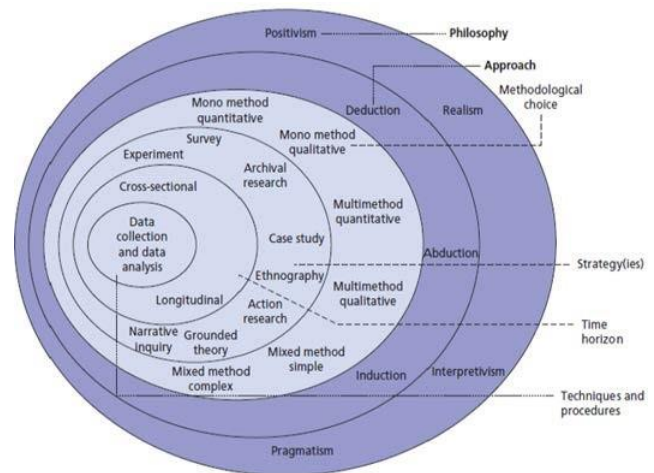 Positivism
Philosophy
Approach
Methodological
choice
Mono method
quantitative
Deduction
Realism
Survey
Mono method
qualitative
Experiment
Archival
research
Cross-sectional
Multimethod
quantitative
Data
collection
and data
analysis
Case study
Abduction
Strategy(ies)
Ethnography
Multimethod
qualitative
Longitudinal
Action
research
Time
horizon
Narrative
inquiry
Grounded
theory
Mixed method
simple
Mixed method
complex
Induction
Interpretivism
Techniques and
procedures
Pragmatism